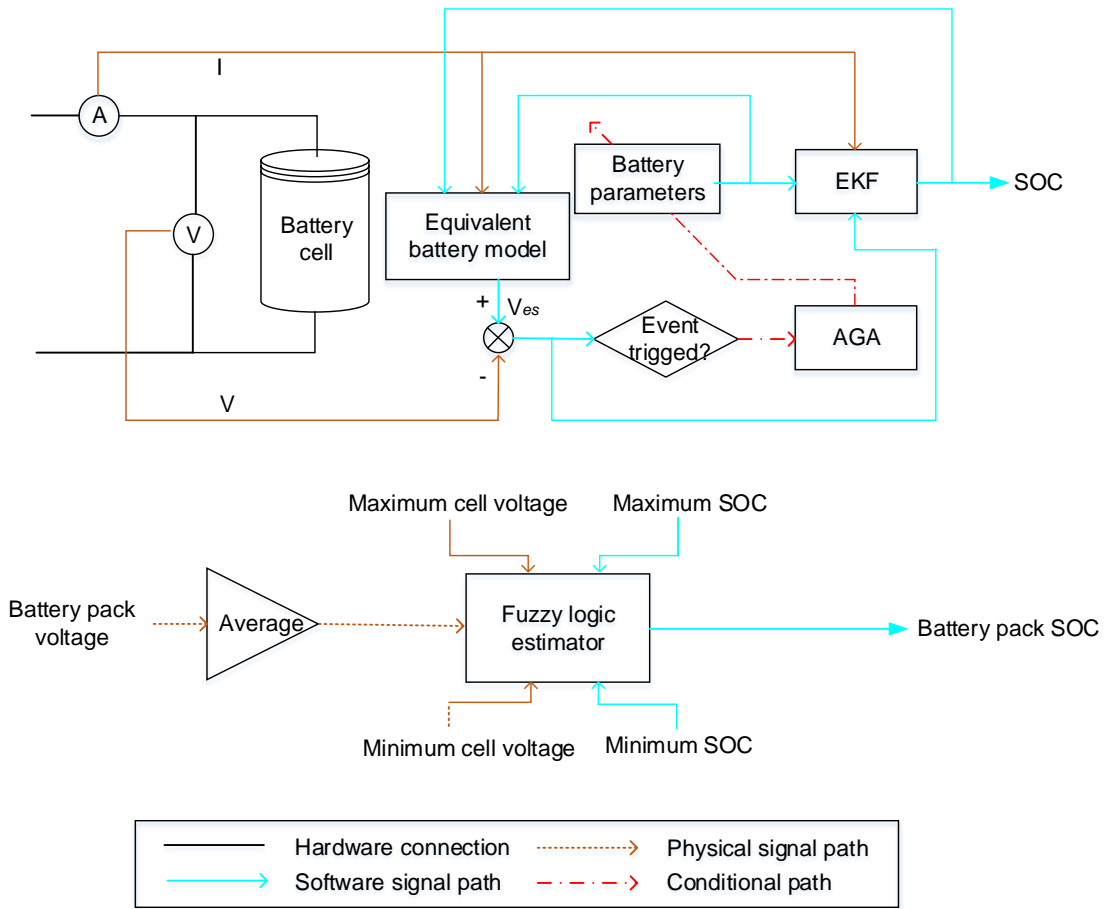 I
A
V
Battery
cell
Equivalent
battery model
Battery
parameters
EKF
SOC
+
Ves
-
Event
trigged?
AGA
V
Maximum cell voltage
Maximum SOC
Battery pack
voltage
Average
Fuzzy logic
estimator
Battery pack SOC
Minimum cell voltage
Minimum SOC
Hardware connection
Physical signal path
Software signal path
Conditional path